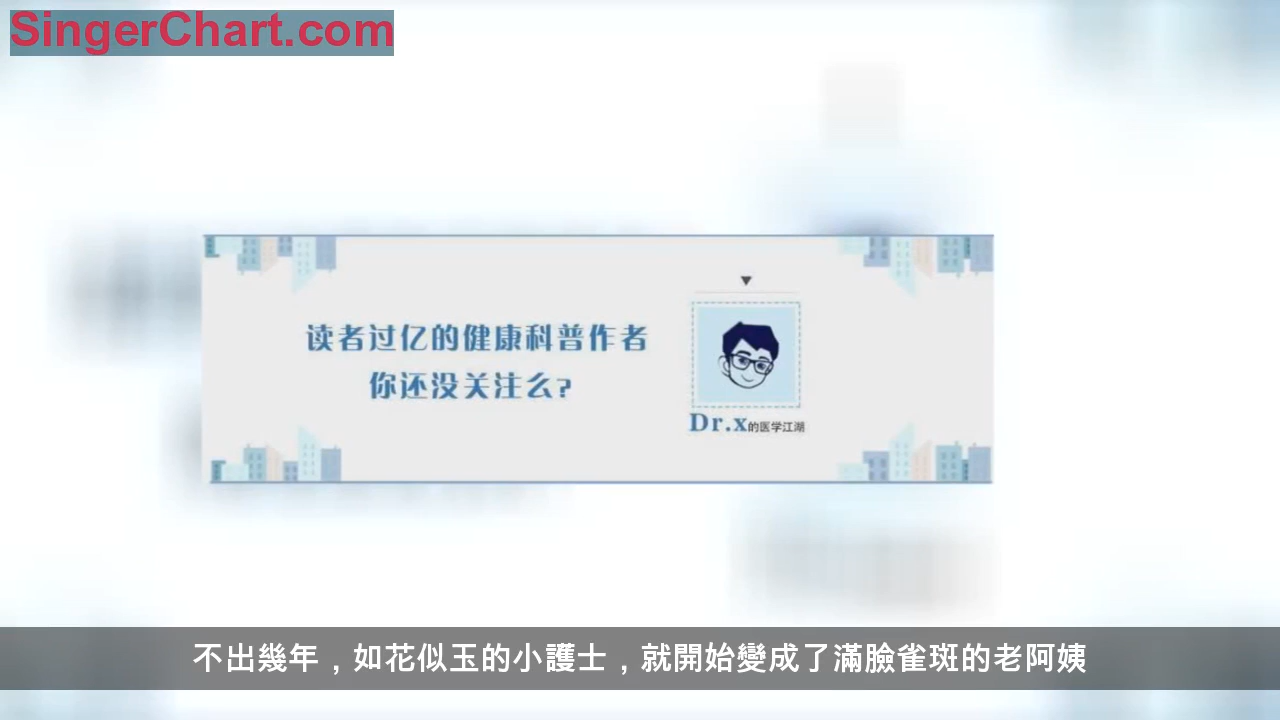 SingerChart.com
读者过亿的健康科普作者
你还没关注么?
Dr.x的医学江湖
不出幾年，如花似玉的小護士，就開始變成了滿臉雀斑的老阿姨